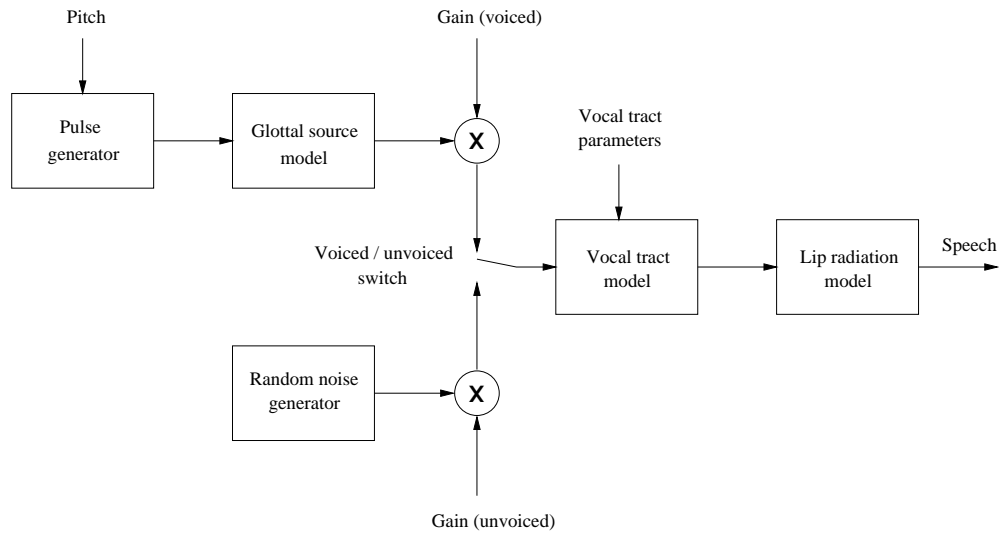 Pitch
Gain (voiced)
Pulse
generator
Glottal source
model
X
Vocal tract
parameters
Voiced / unvoiced
switch
Vocal tract
model
Lip radiation
model
Speech
Random noise
generator
X
Gain (unvoiced)